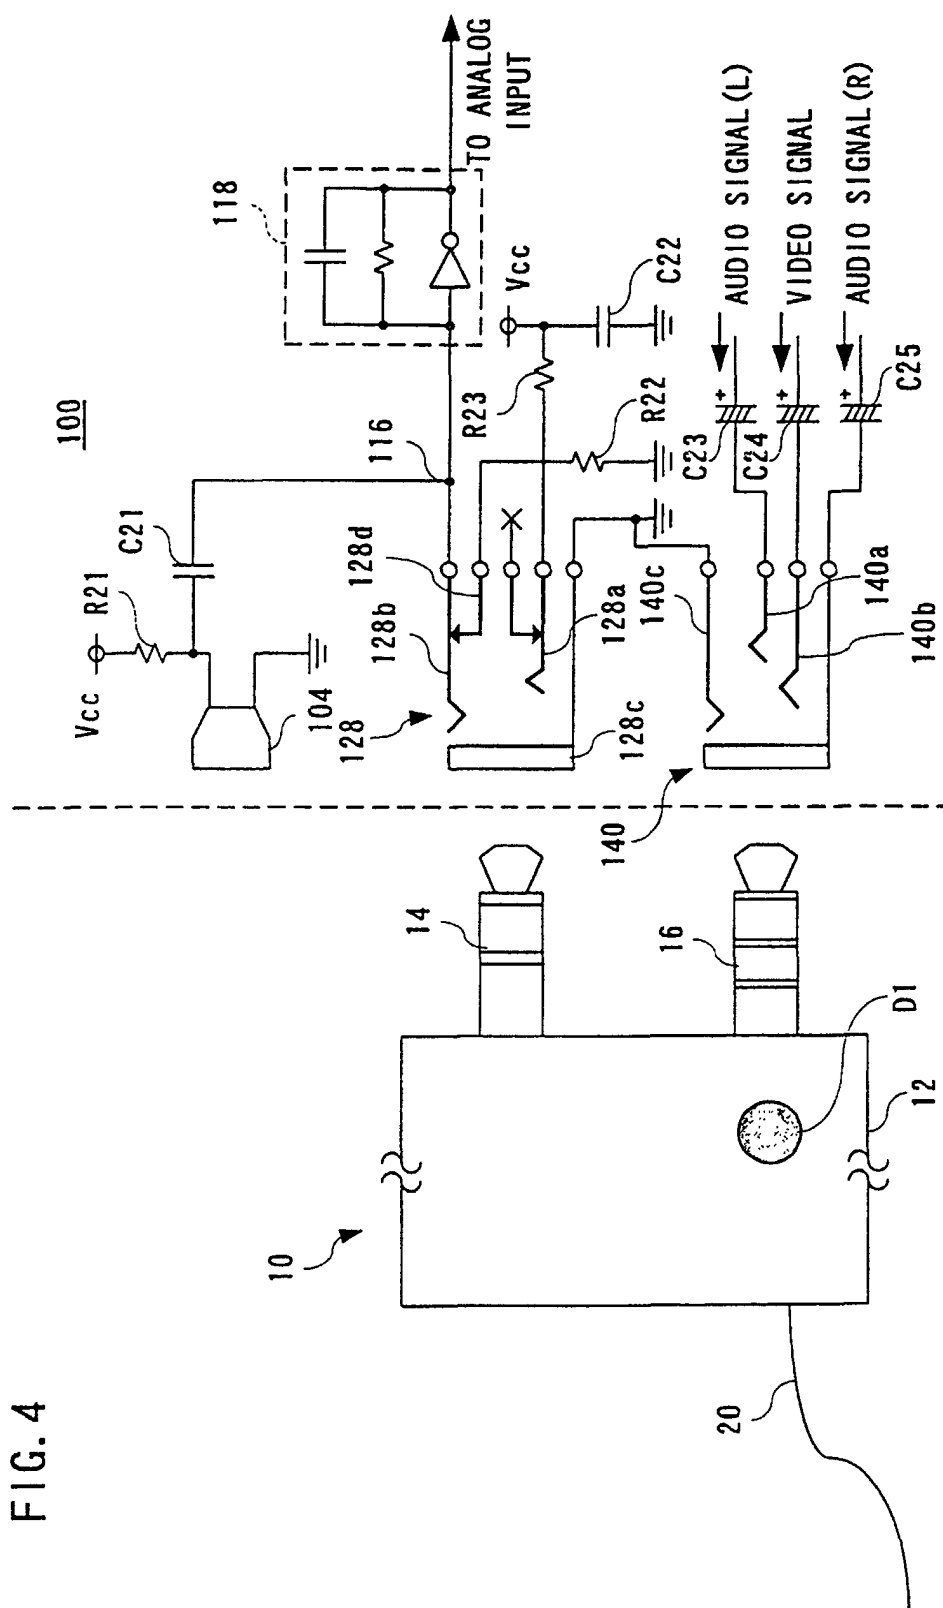 FIG. 4
100
118
TO ANALOG
INPUT
C21
116
R21
Vcc
104
128d
128b
128
R23
Vcc
C22
R22
128a
128c
140c
C23
AUDIO SIGNAL(L)
C24
VIDEO SIGNAL
AUDIO SIGNAL(R)
C25
140a
140b
140
10
14
16
D1
12
20
+
+
+